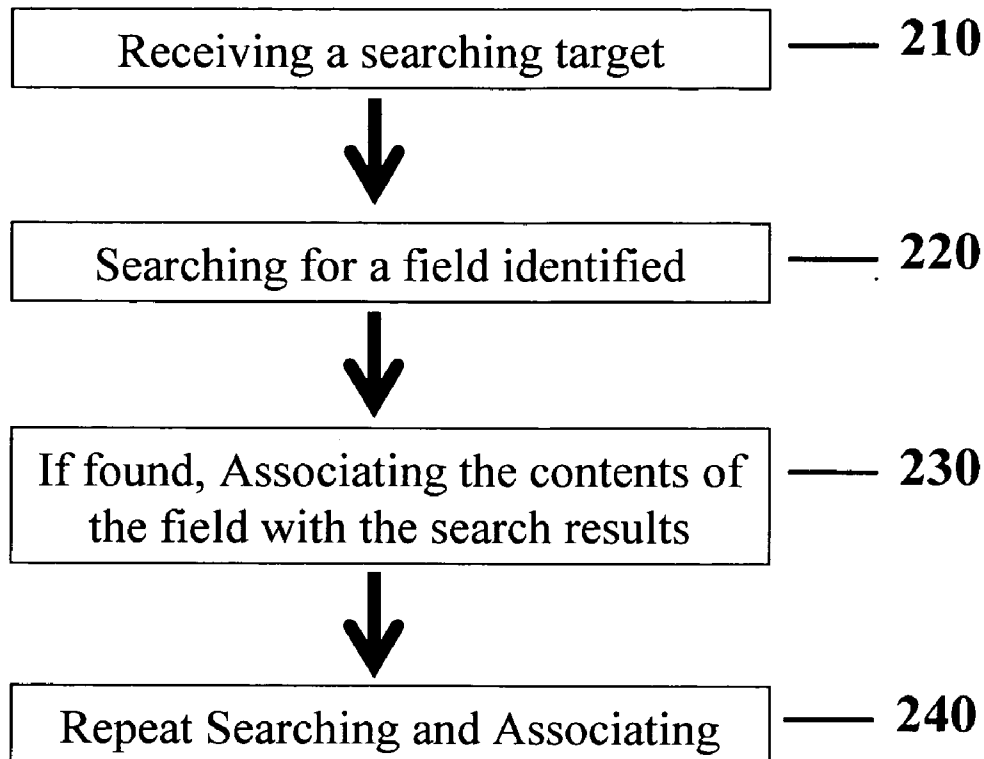 Receiving a searching target
210
Searching for a field identified
220
If found, Associating the contents of
the field with the search results
230
Repeat Searching and Associating
240